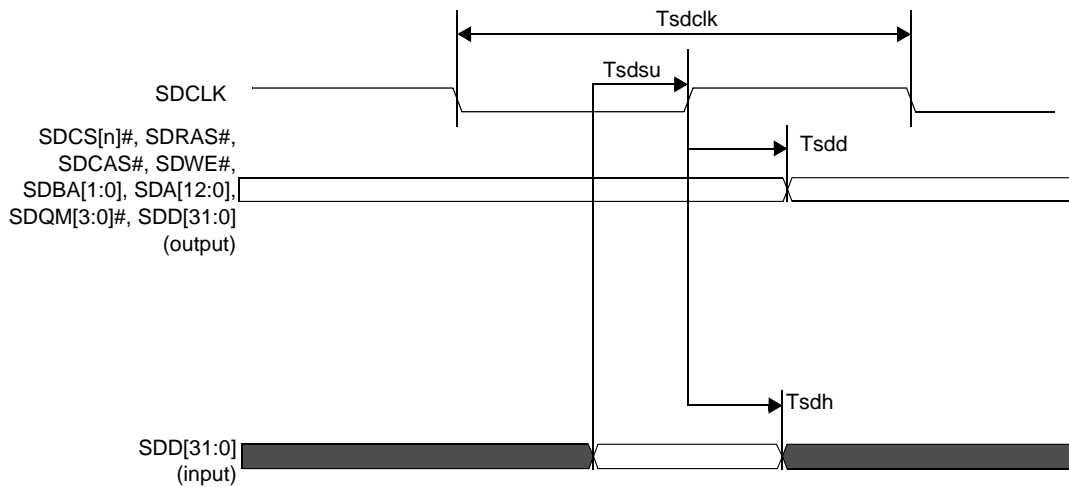 Tsdclk
Tsdsu
SDCLK
SDCS[n]#, SDRAS#,
SDCAS#, SDWE#,
SDBA[1:0], SDA[12:0],
SDQM[3:0]#, SDD[31:0]
(output)
Tsdd
Tsdh
SDD[31:0]
(input)